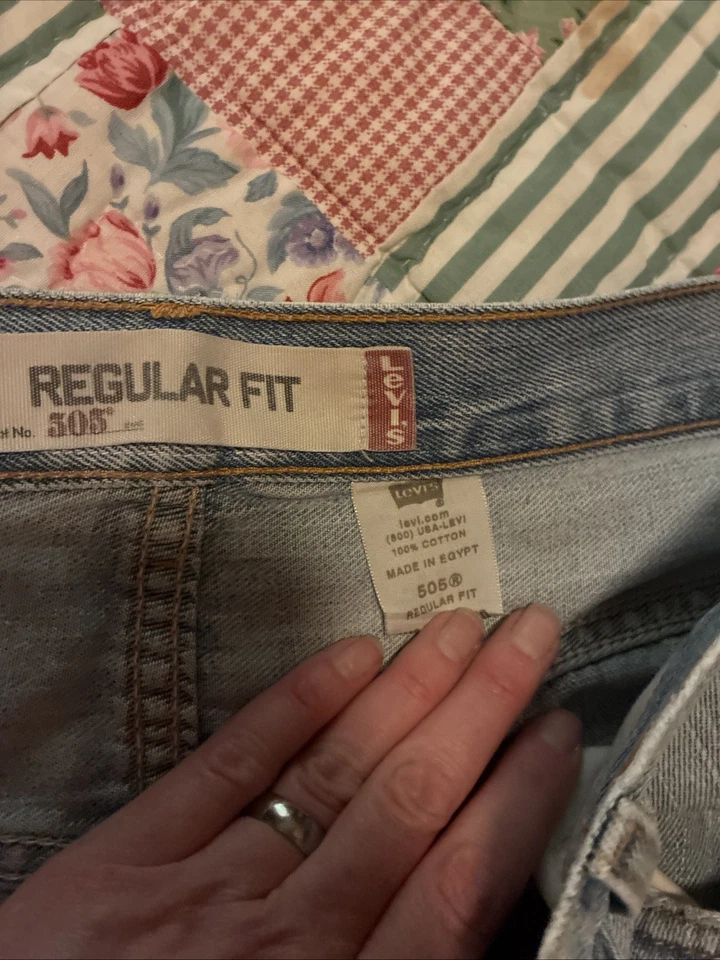 REGULAR FIT
of No. 505®
LEVI'S
Levi's
®
levi.com
(800) USA-LEVI
100% COTTON
MADE IN EGYPT
505®
REGULAR FIT